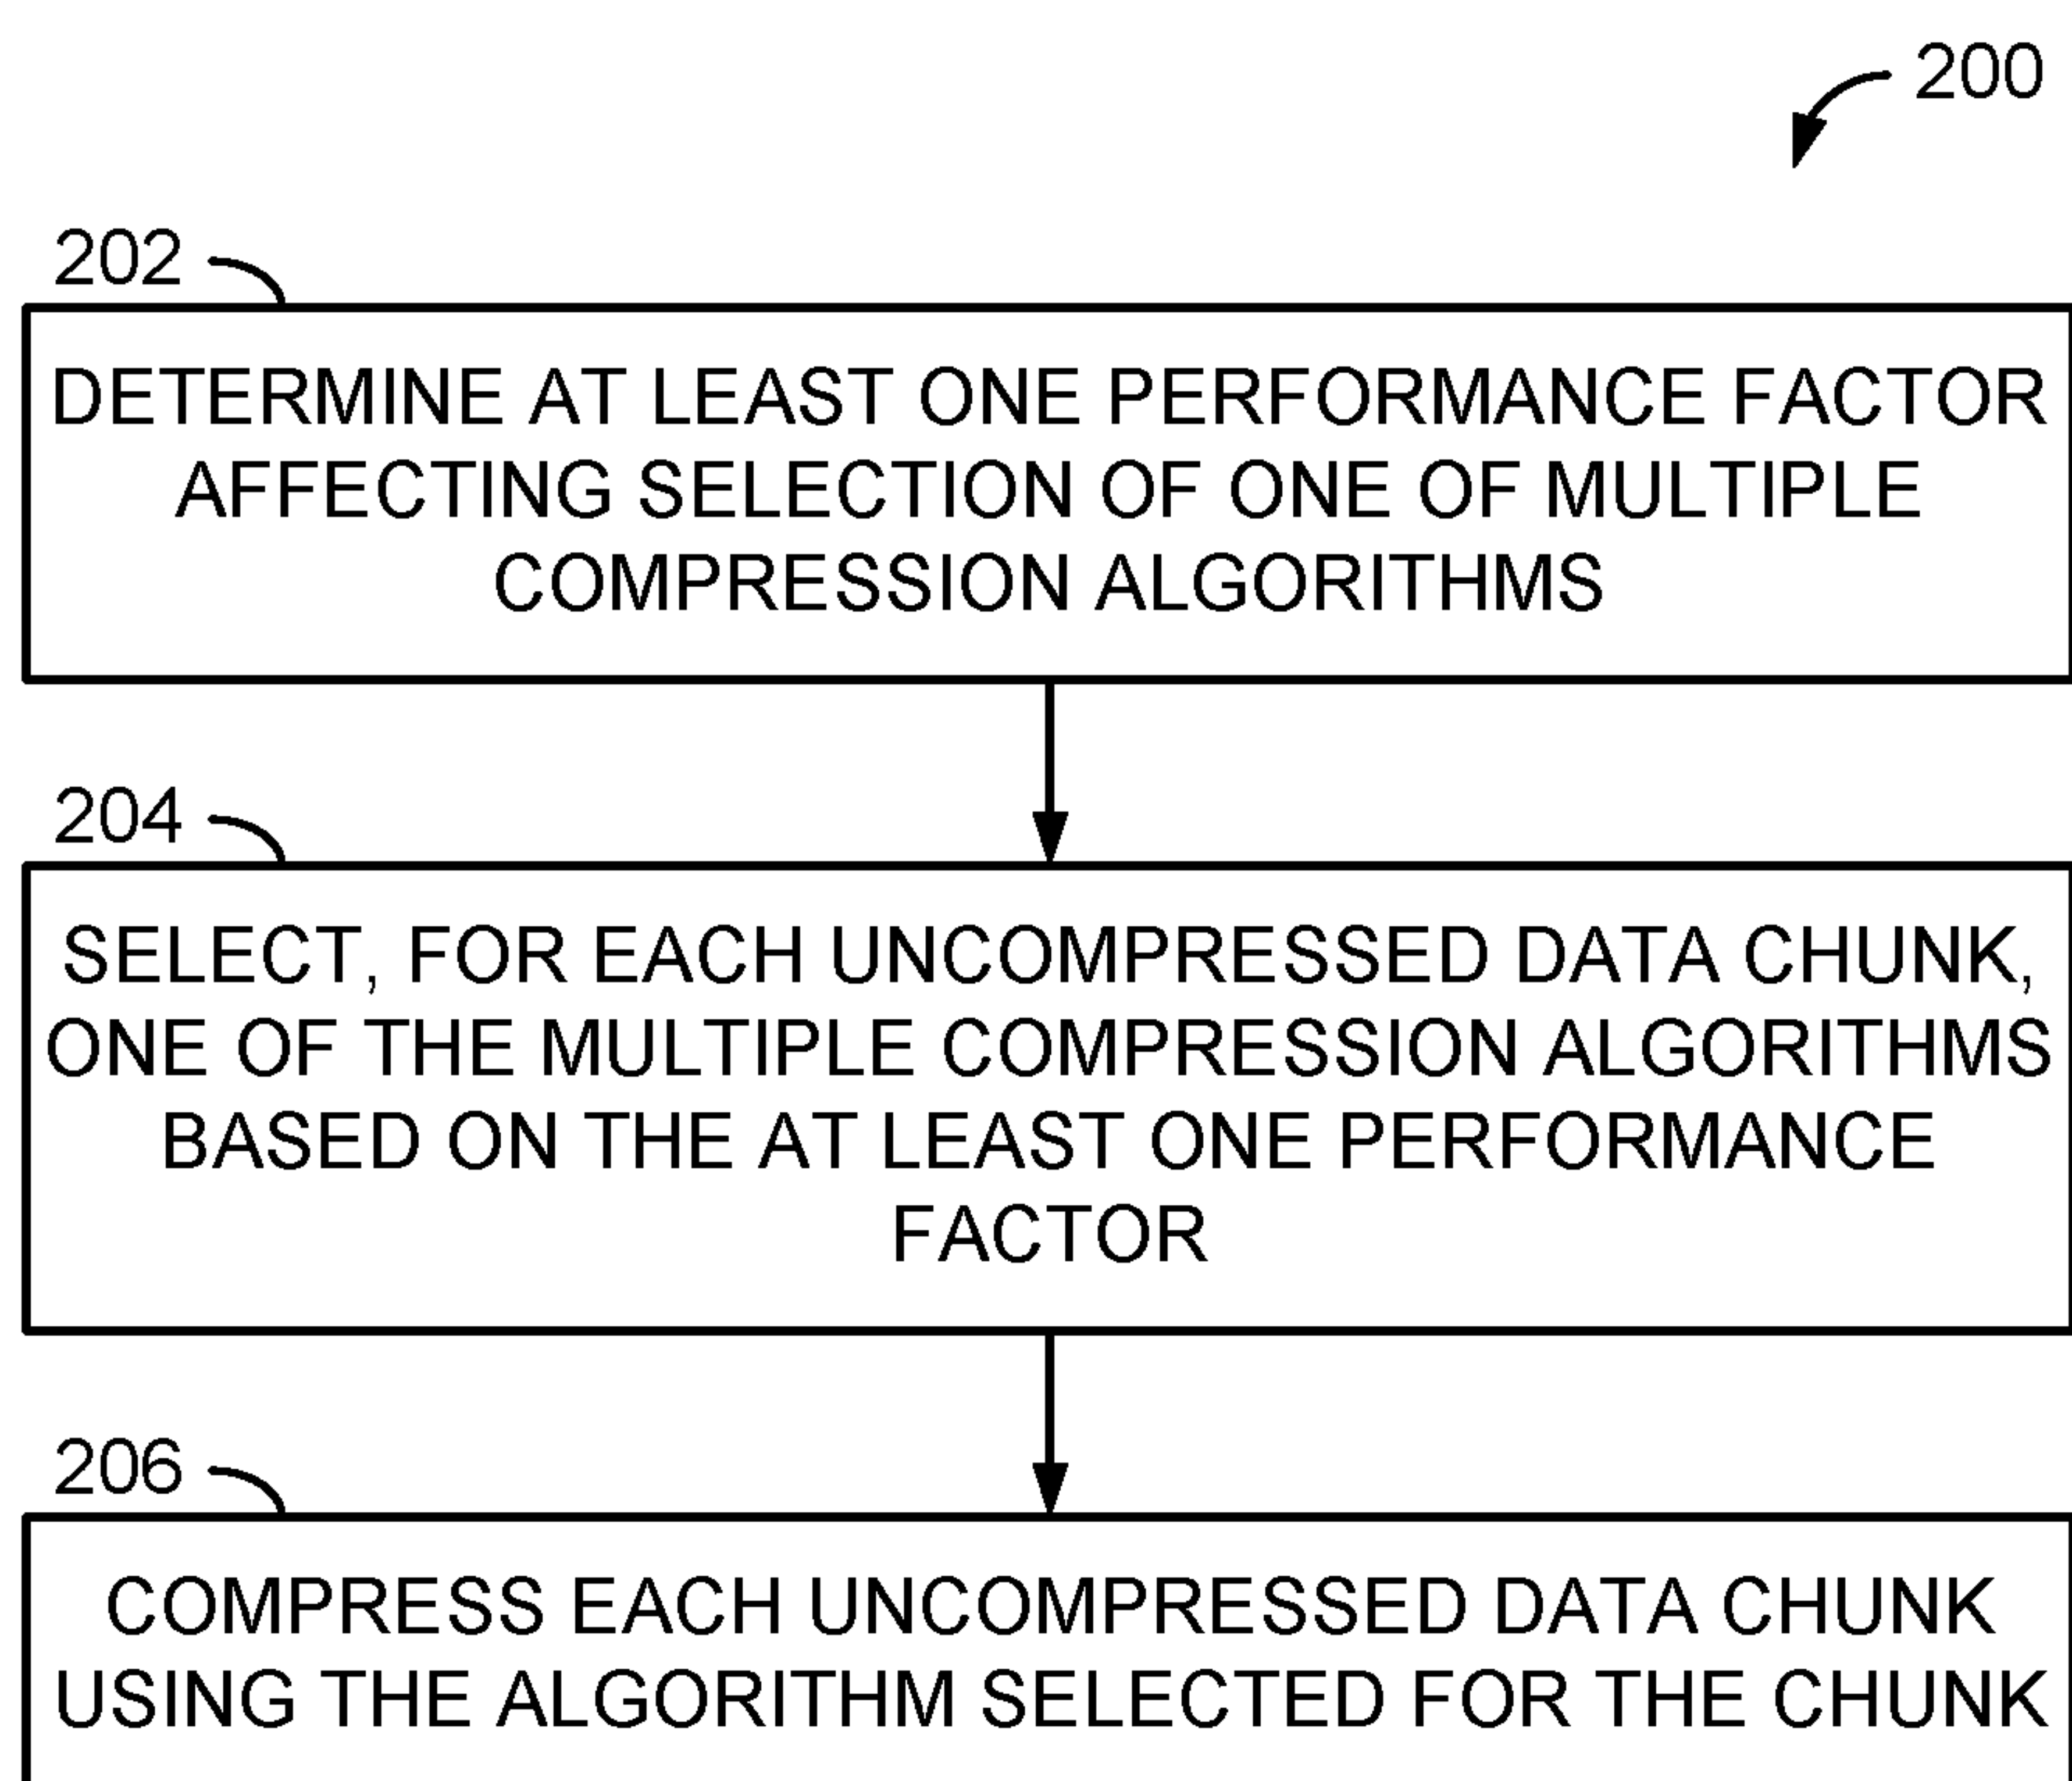 200
202
DETERMINE AT LEAST ONE PERFORMANCE FACTOR
AFFECTING SELECTION OF ONE OF MULTIPLE
COMPRESSION ALGORITHMS
204
SELECT, FOR EACH UNCOMPRESSED DATA CHUNK,
ONE OF THE MULTIPLE COMPRESSION ALGORITHMS
BASED ON THE AT LEAST ONE PERFORMANCE
FACTOR
206
COMPRESS EACH UNCOMPRESSED DATA CHUNK
USING THE ALGORITHM SELECTED FOR THE CHUNK